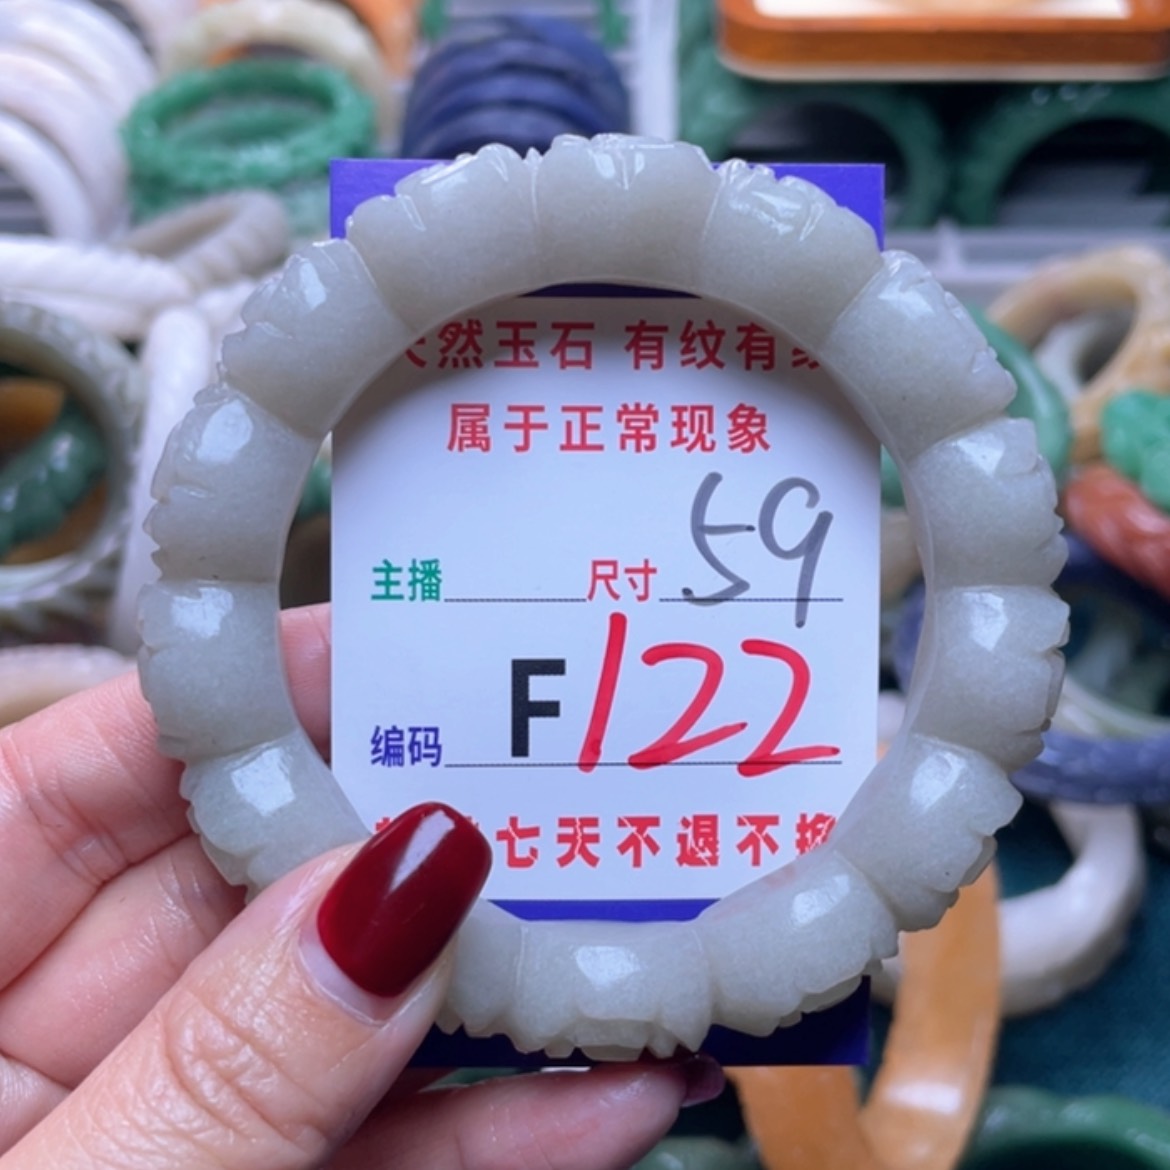 然玉石 有纹有
属于正常现象
主播 尺寸 59
编码 F122
七天不退不换